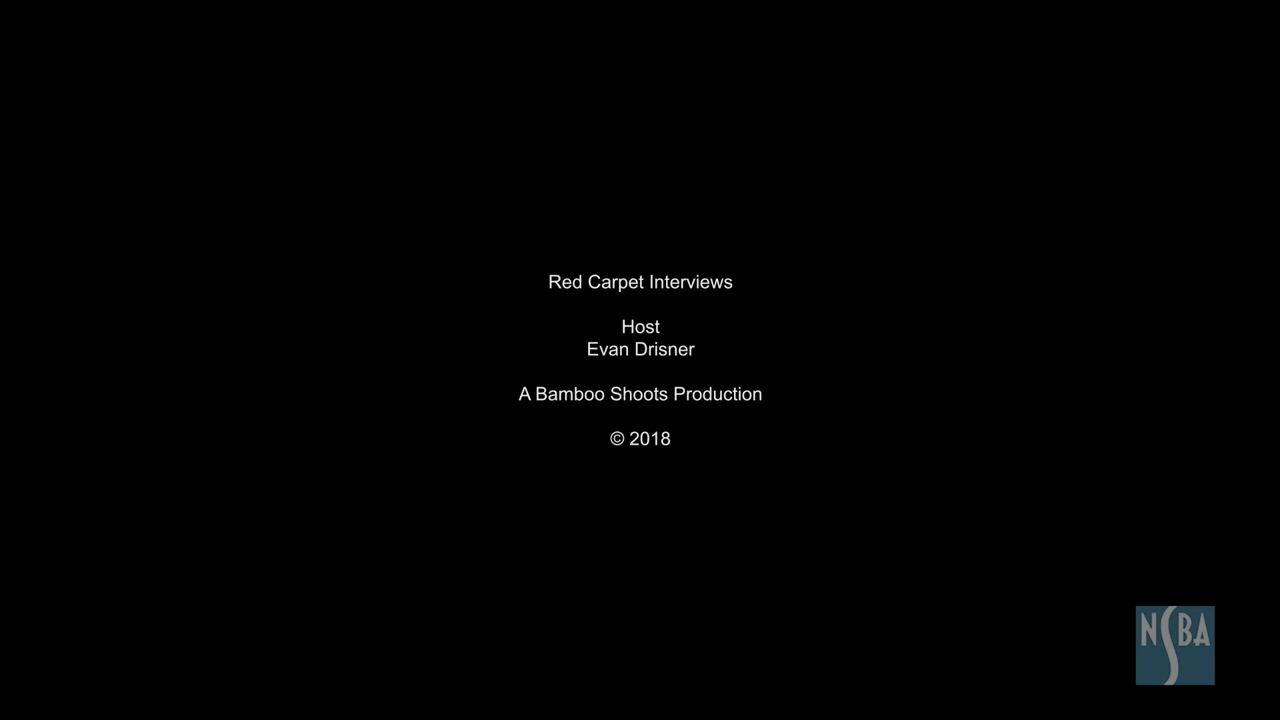 Red Carpet Interviews
Host
Evan Drisner
A Bamboo Shoots Production
© 2018
NSBA